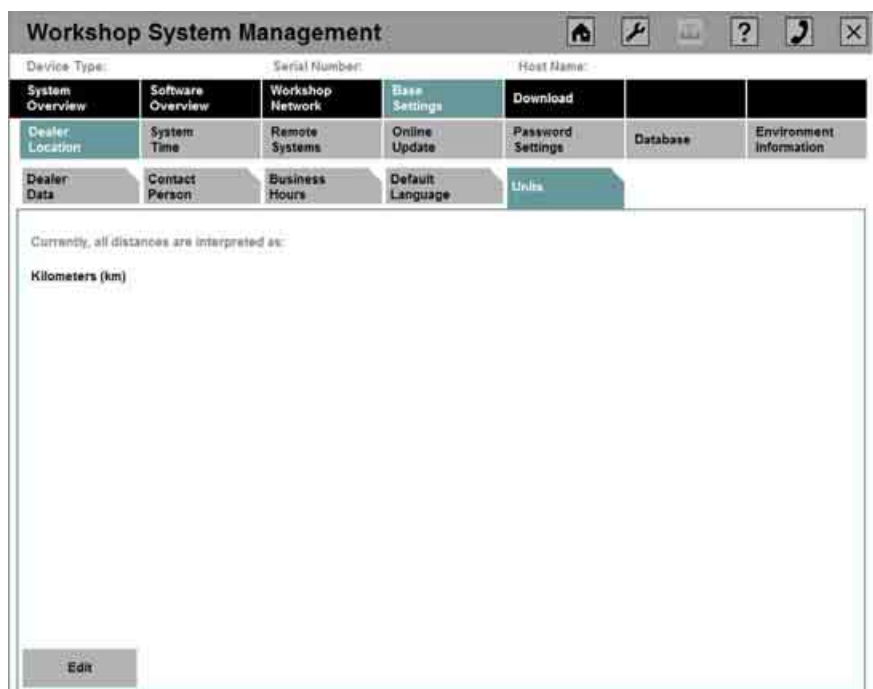 Workshop System Management
?
Device Type: Serial Number: Host Name:
System Overview
Software Overview
Workshop Network
Base Settings
Download
Dealer Location
System Time
Remote Systems
Online Update
Password Settings
Database
Environment Information
Dealer Data
Contact Person
Business Hours
Default Language
Units
Currently, all distances are interpreted as:
Kilometers (km)
Edit